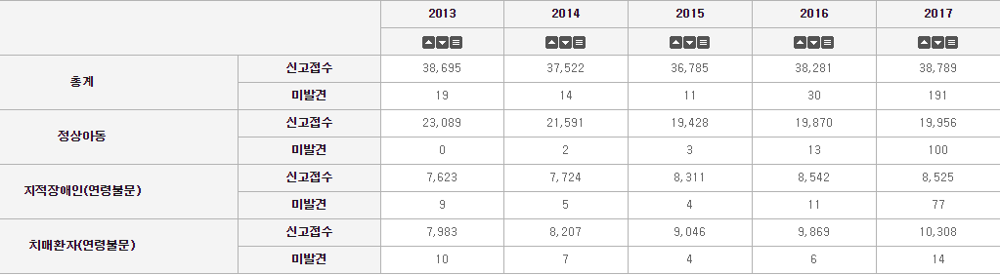 2013 2014 2015 2016 2017
총계 신고접수 38,695 37,522 36,785 38,281 38,789
미발견 19 14 11 30 191
정상아동 신고접수 23,089 21,591 19,428 19,870 19,956
미발견 0 2 3 13 100
지적장애인(연령불문) 신고접수 7,623 7,724 8,311 8,542 8,525
미발견 9 5 4 11 77
치매환자(연령불문) 신고접수 7,983 8,207 9,046 9,869 10,308
미발견 10 7 4 6 14